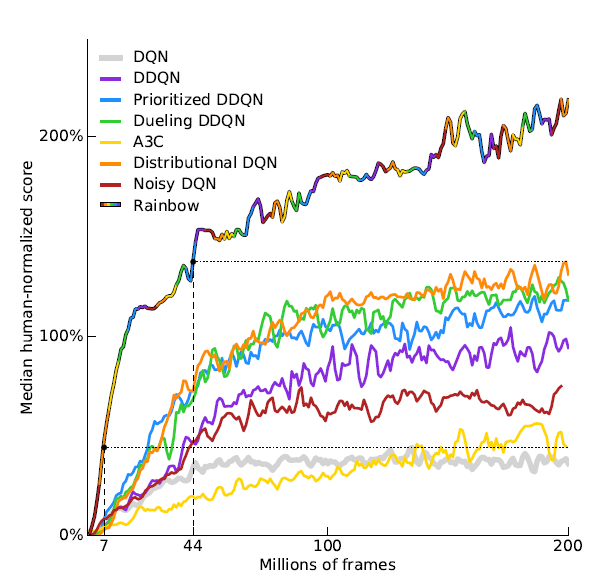 DQN
DDQN
Prioritized DDQN
Dueling DDQN
A3C
Distributional DQN
Noisy DQN
Rainbow
200%
100%
0%
Median human-normalized score
7 44 100 200
Millions of frames